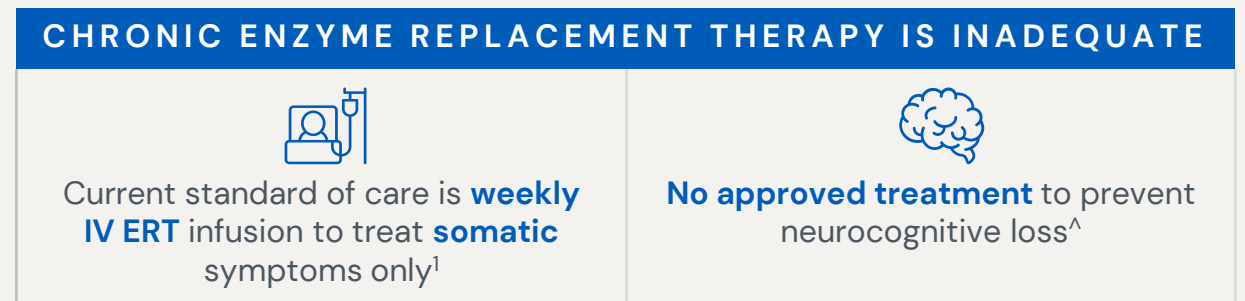 CHRONIC ENZYME REPLACEMENT THERAPY IS INADEQUATE
Current standard of care is weekly
IV ERT infusion to treat somatic
symptoms only¹
No approved treatment to prevent
neurocognitive loss^